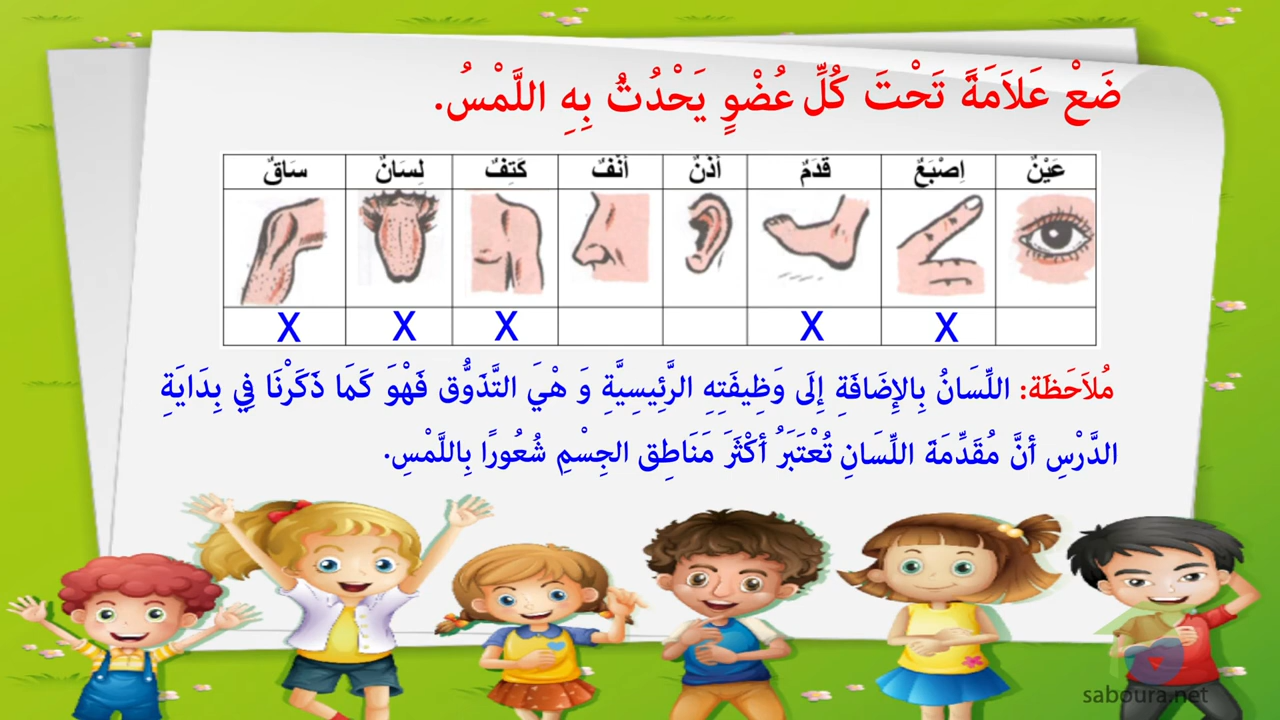 ضَعْ عَلاَمَةً تَحْتَ كُلِّ عُضْوٍ يَحْدُثُ بِهِ اللَّمْسُ.
عَيْنٌ اِصْبَعٌ قَدَمٌ أُذْنٌ أَنْفٌ كَتِفٌ لِسَانٌ سَاقٌ
X X X X X
مُلاَحَظَة: اللِّسَانُ بِالإِضَافَةِ إِلَى وَظِيفَتِهِ الرَّئِيسِيَّةِ وَ هْيَ التَّذَوُّق فَهْوَ كَمَا ذَكَرْنَا فِي بِدَايَةِ
الدَّرْسِ أَنَّ مُقَدِّمَةَ اللِّسَانِ تُعْتَبَرُ أَكْثَرَ مَنَاطِق الجِسْمِ شُعُورًا بِاللَّمْسِ.
saboura.net